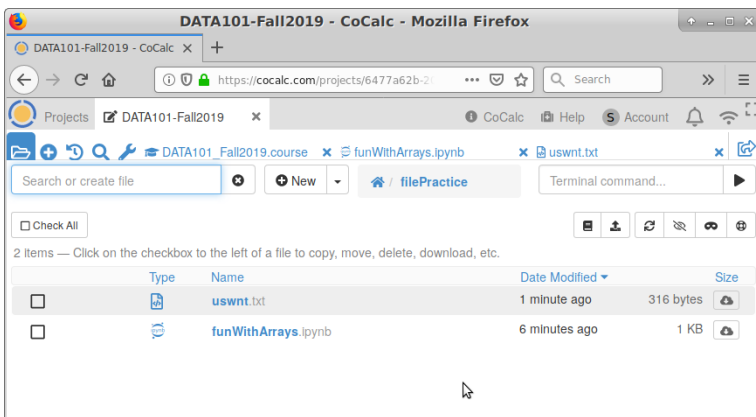 DATA101-Fall2019 - CoCalc - Mozilla Firefox
DATA101-Fall2019 - CoCalc
https://cocalc.com/projects/6477a62b-2 Search
Projects DATA101-Fall2019 CoCalc Help S Account
DATA101_Fall2019.course funWithArrays.ipynb uswnt.txt
Search or create file New / filePractice Terminal command...
Check All
2 items — Click on the checkbox to the left of a file to copy, move, delete, download, etc.
Type Name Date Modified Size
uswnt.txt 1 minute ago 316 bytes
funWithArrays.ipynb 6 minutes ago 1 KB